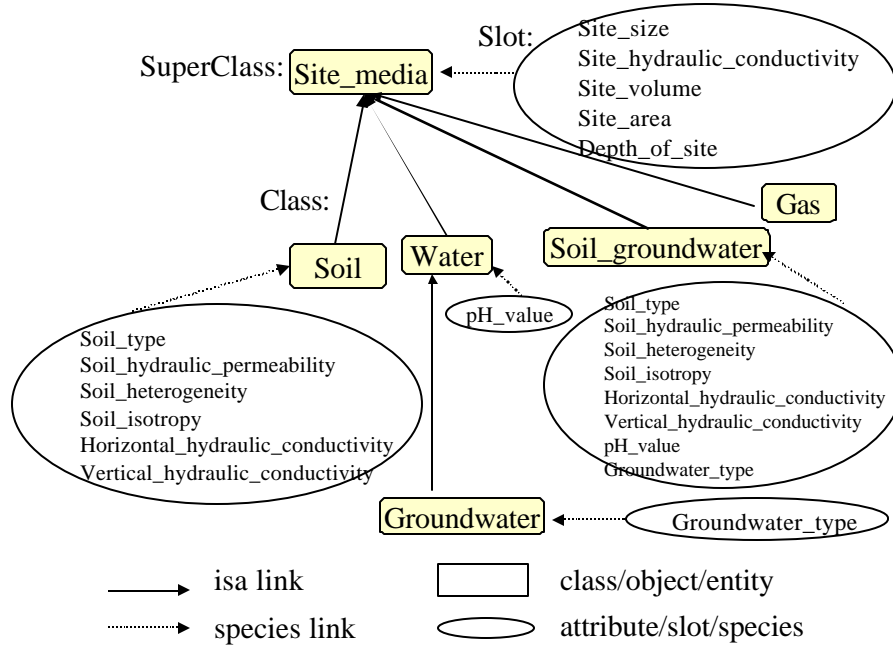 Slot:
Site_size
Site_hydraulic_conductivity
Site_volume
Site_area
Depth_of_site
SuperClass:
Site_media
Class:
Gas
Soil
Water
Soil_groundwater
pH_value
Soil_type
Soil_hydraulic_permeability
Soil_heterogeneity
Soil_isotropy
Horizontal_hydraulic_conductivity
Vertical_hydraulic_conductivity
Soil_type
Soil_hydraulic_permeability
Soil_heterogeneity
Soil_isotropy
Horizontal_hydraulic_conductivity
Vertical_hydraulic_conductivity
pH_value
Groundwater_type
Groundwater
Groundwater_type
isa link
class/object/entity
species link
attribute/slot/species